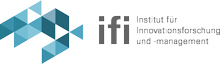 ifi Institut für
Innovationsforschung
und -management